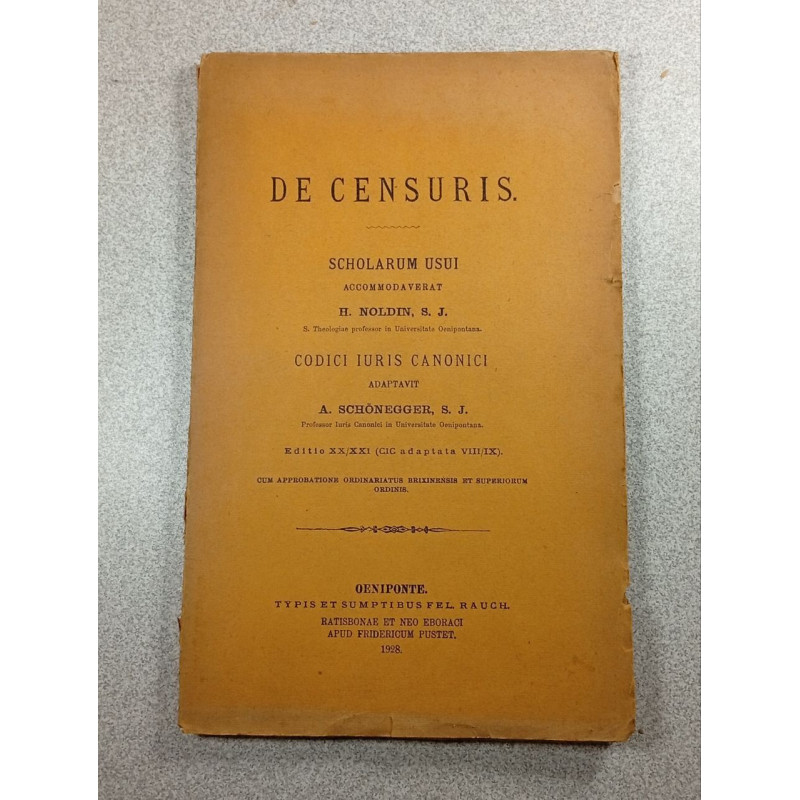 DE CENSURIS.
SCHOLARUM USUI
ACCOMMODAVERAT
H. NOLDIN, S. J.
S. Theologiae professor in Universitate Oenipontana.
CODICI IURIS CANONICI
ADAPTAVIT
A. SCHÖNEGGER, S. J.
Professor Iuris Canonici in Universitate Oenipontana.
Editio XX/XXI (CIC adaptata VIII/IX).
CUM APPROBATIONE ORDINARIATUS BRIXINENSIS ET SUPERIORUM
ORDINIS.
OENIPONTE.
TYPIS ET SUMPTIBUS FEL. RAUCH.
RATISBONAE ET NEO EBORACI
APUD FRIDERICUM PUSTET.
1928.